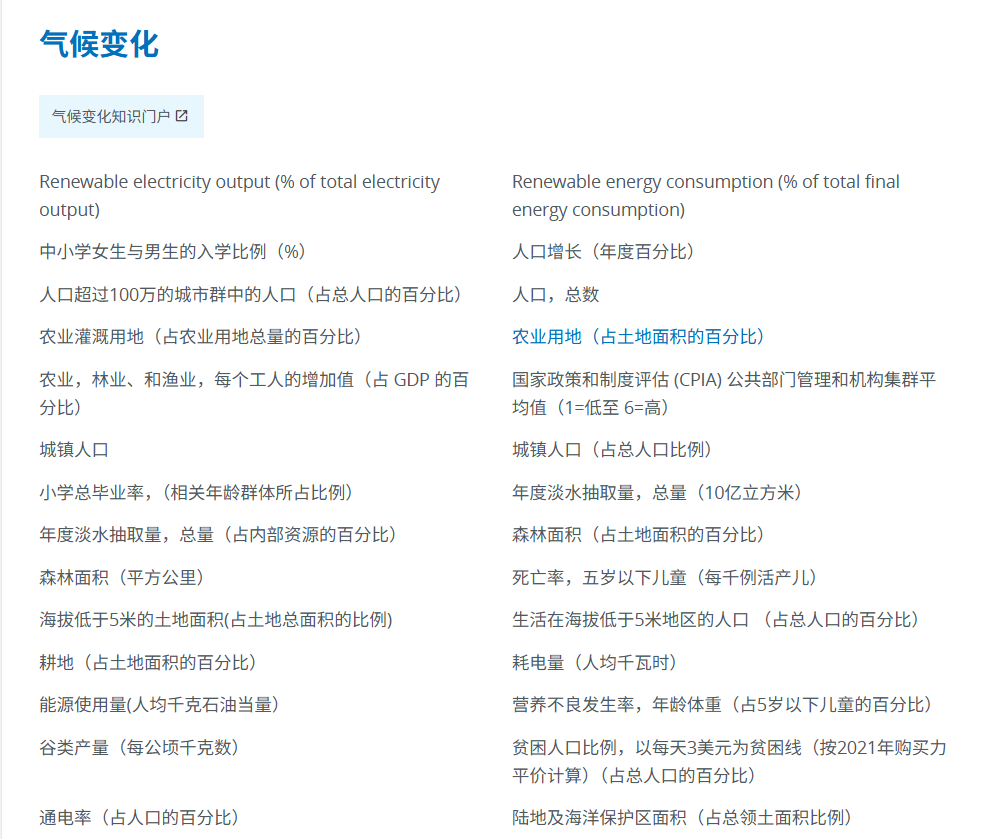 气候变化
气候变化知识门户
Renewable electricity output (% of total electricity
output)
Renewable energy consumption (% of total final
energy consumption)
中小学女生与男生的入学比例（%）
人口增长（年度百分比）
人口超过100万的城市群中的人口（占总人口的百分比）
人口，总数
农业灌溉用地（占农业用地总量的百分比）
农业用地（占土地面积的百分比）
农业，林业、和渔业，每个工人的增加值（占 GDP 的百
分比）
国家政策和制度评估 (CPIA) 公共部门管理和机构集群平
均值（1=低至 6=高）
城镇人口
城镇人口（占总人口比例）
小学总毕业率，（相关年龄群体所占比例）
年度淡水抽取量，总量（10亿立方米）
年度淡水抽取量，总量（占内部资源的百分比）
森林面积（占土地面积的百分比）
森林面积（平方公里）
死亡率，五岁以下儿童（每千例活产儿）
海拔低于5米的土地面积(占土地总面积的比例)
生活在海拔低于5米地区的人口 （占总人口的百分比）
耕地（占土地面积的百分比）
耗电量（人均千瓦时）
能源使用量(人均千克石油当量）
营养不良发生率，年龄体重（占5岁以下儿童的百分比）
谷类产量（每公顷千克数）
贫困人口比例，以每天3美元为贫困线（按2021年购买力
平价计算）（占总人口的百分比）
通电率（占人口的百分比）
陆地及海洋保护区面积（占总领土面积比例）